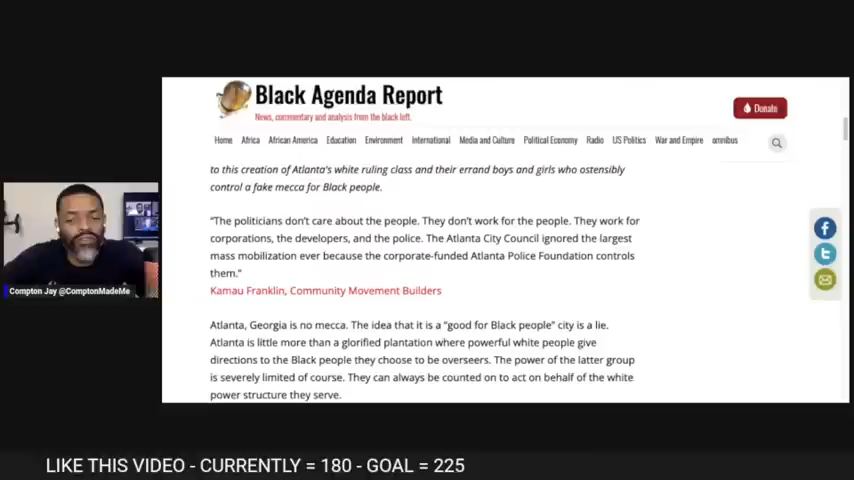 Black Agenda Report
News, commentary and analysis from the black left.
Donate
Home Africa African America Education Environment International Media and Culture Political Economy Radio US Politics War and Empire omnibus
to this creation of Atlanta's white ruling class and their errand boys and girls who ostensibly
control a fake mecca for Black people.
“The politicians don’t care about the people. They don’t work for the people. They work for
corporations, the developers, and the police. The Atlanta City Council ignored the largest
mass mobilization ever because the corporate-funded Atlanta Police Foundation controls
them.”
Kamau Franklin, Community Movement Builders
Atlanta, Georgia is no mecca. The idea that it is a “good for Black people” city is a lie.
Atlanta is little more than a glorified plantation where powerful white people give
directions to the Black people they choose to be overseers. The power of the latter group
is severely limited of course. They can always be counted on to act on behalf of the white
power structure they serve.
Compton Jay @ComptonMadeMe
LIKE THIS VIDEO - CURRENTLY = 180 - GOAL = 225